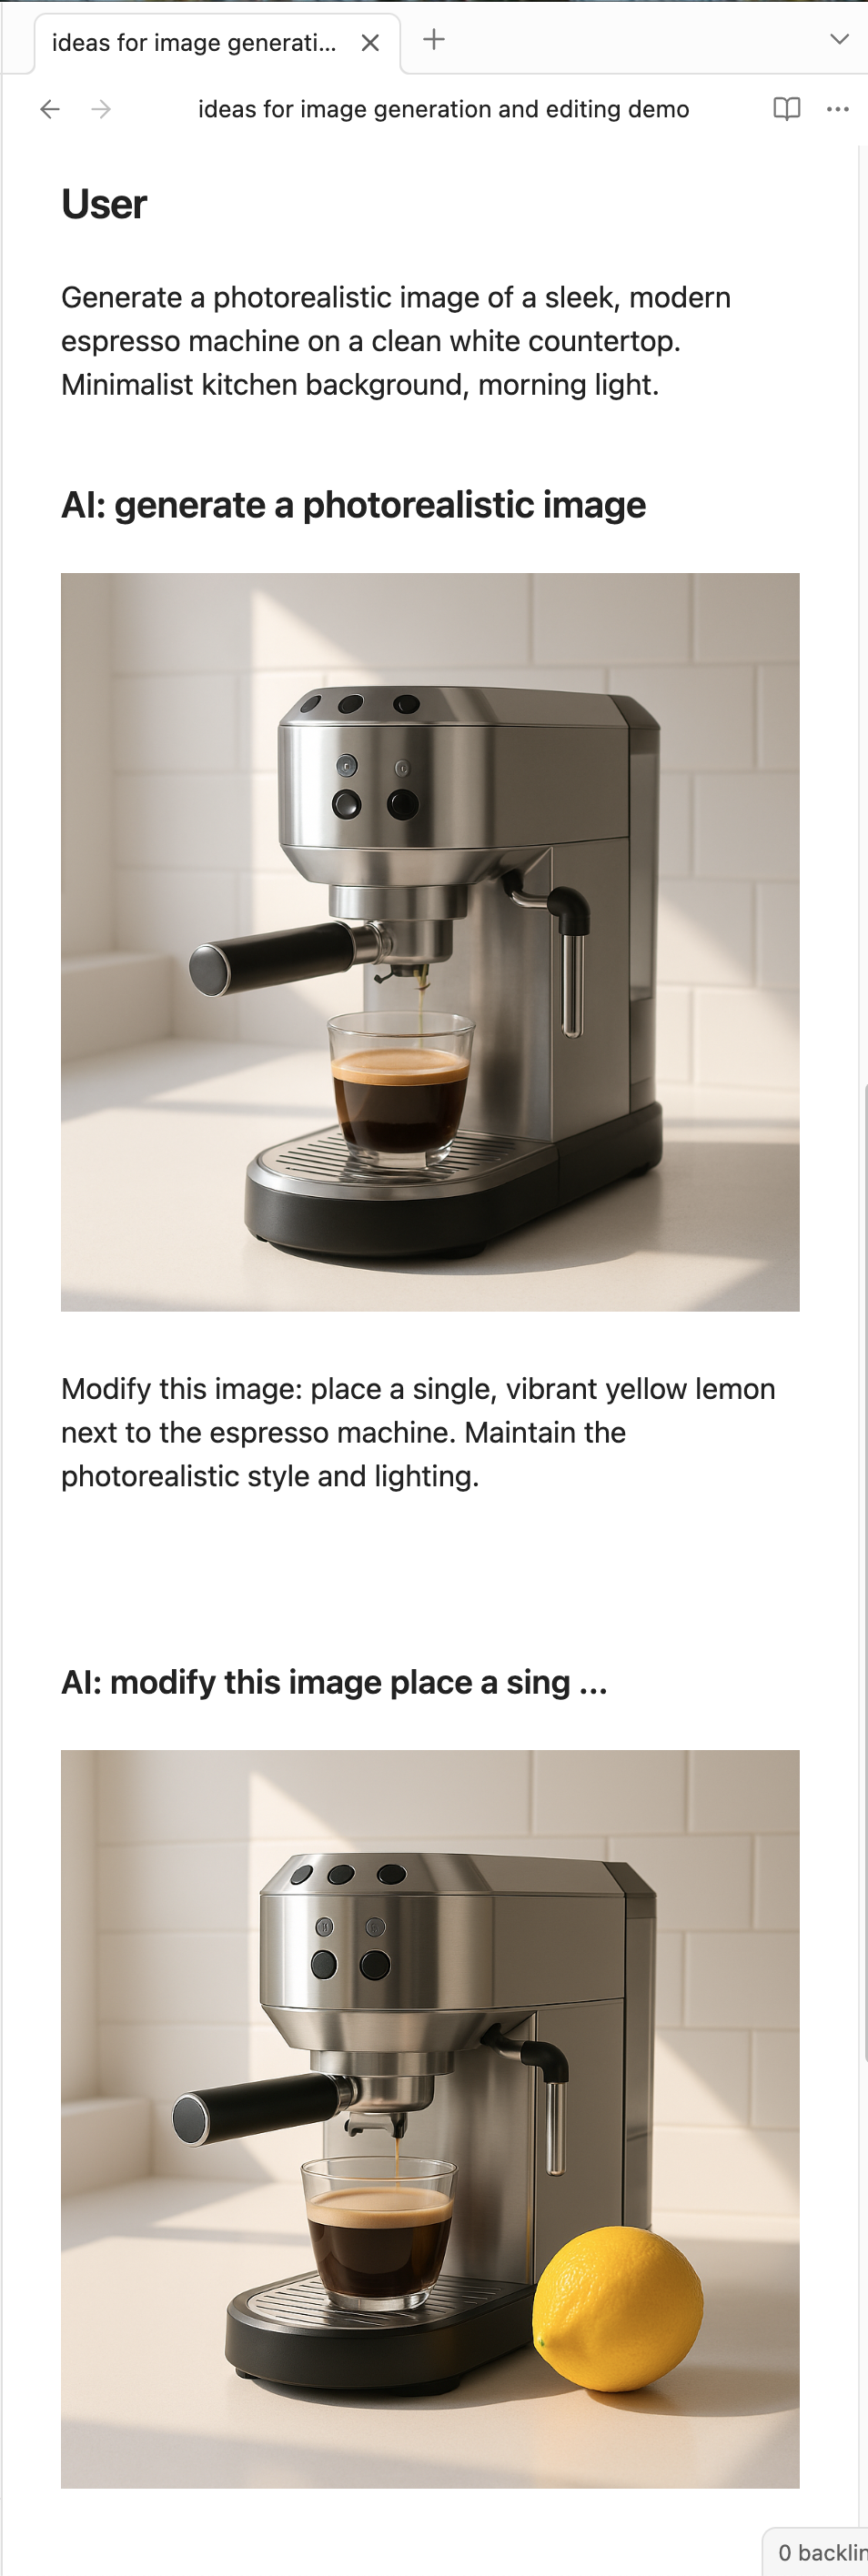 ideas for image generati...
ideas for image generation and editing demo
User
Generate a photorealistic image of a sleek, modern
espresso machine on a clean white countertop.
Minimalist kitchen background, morning light.
AI: generate a photorealistic image
Modify this image: place a single, vibrant yellow lemon
next to the espresso machine. Maintain the
photorealistic style and lighting.
AI: modify this image place a sing ...
0 backlin